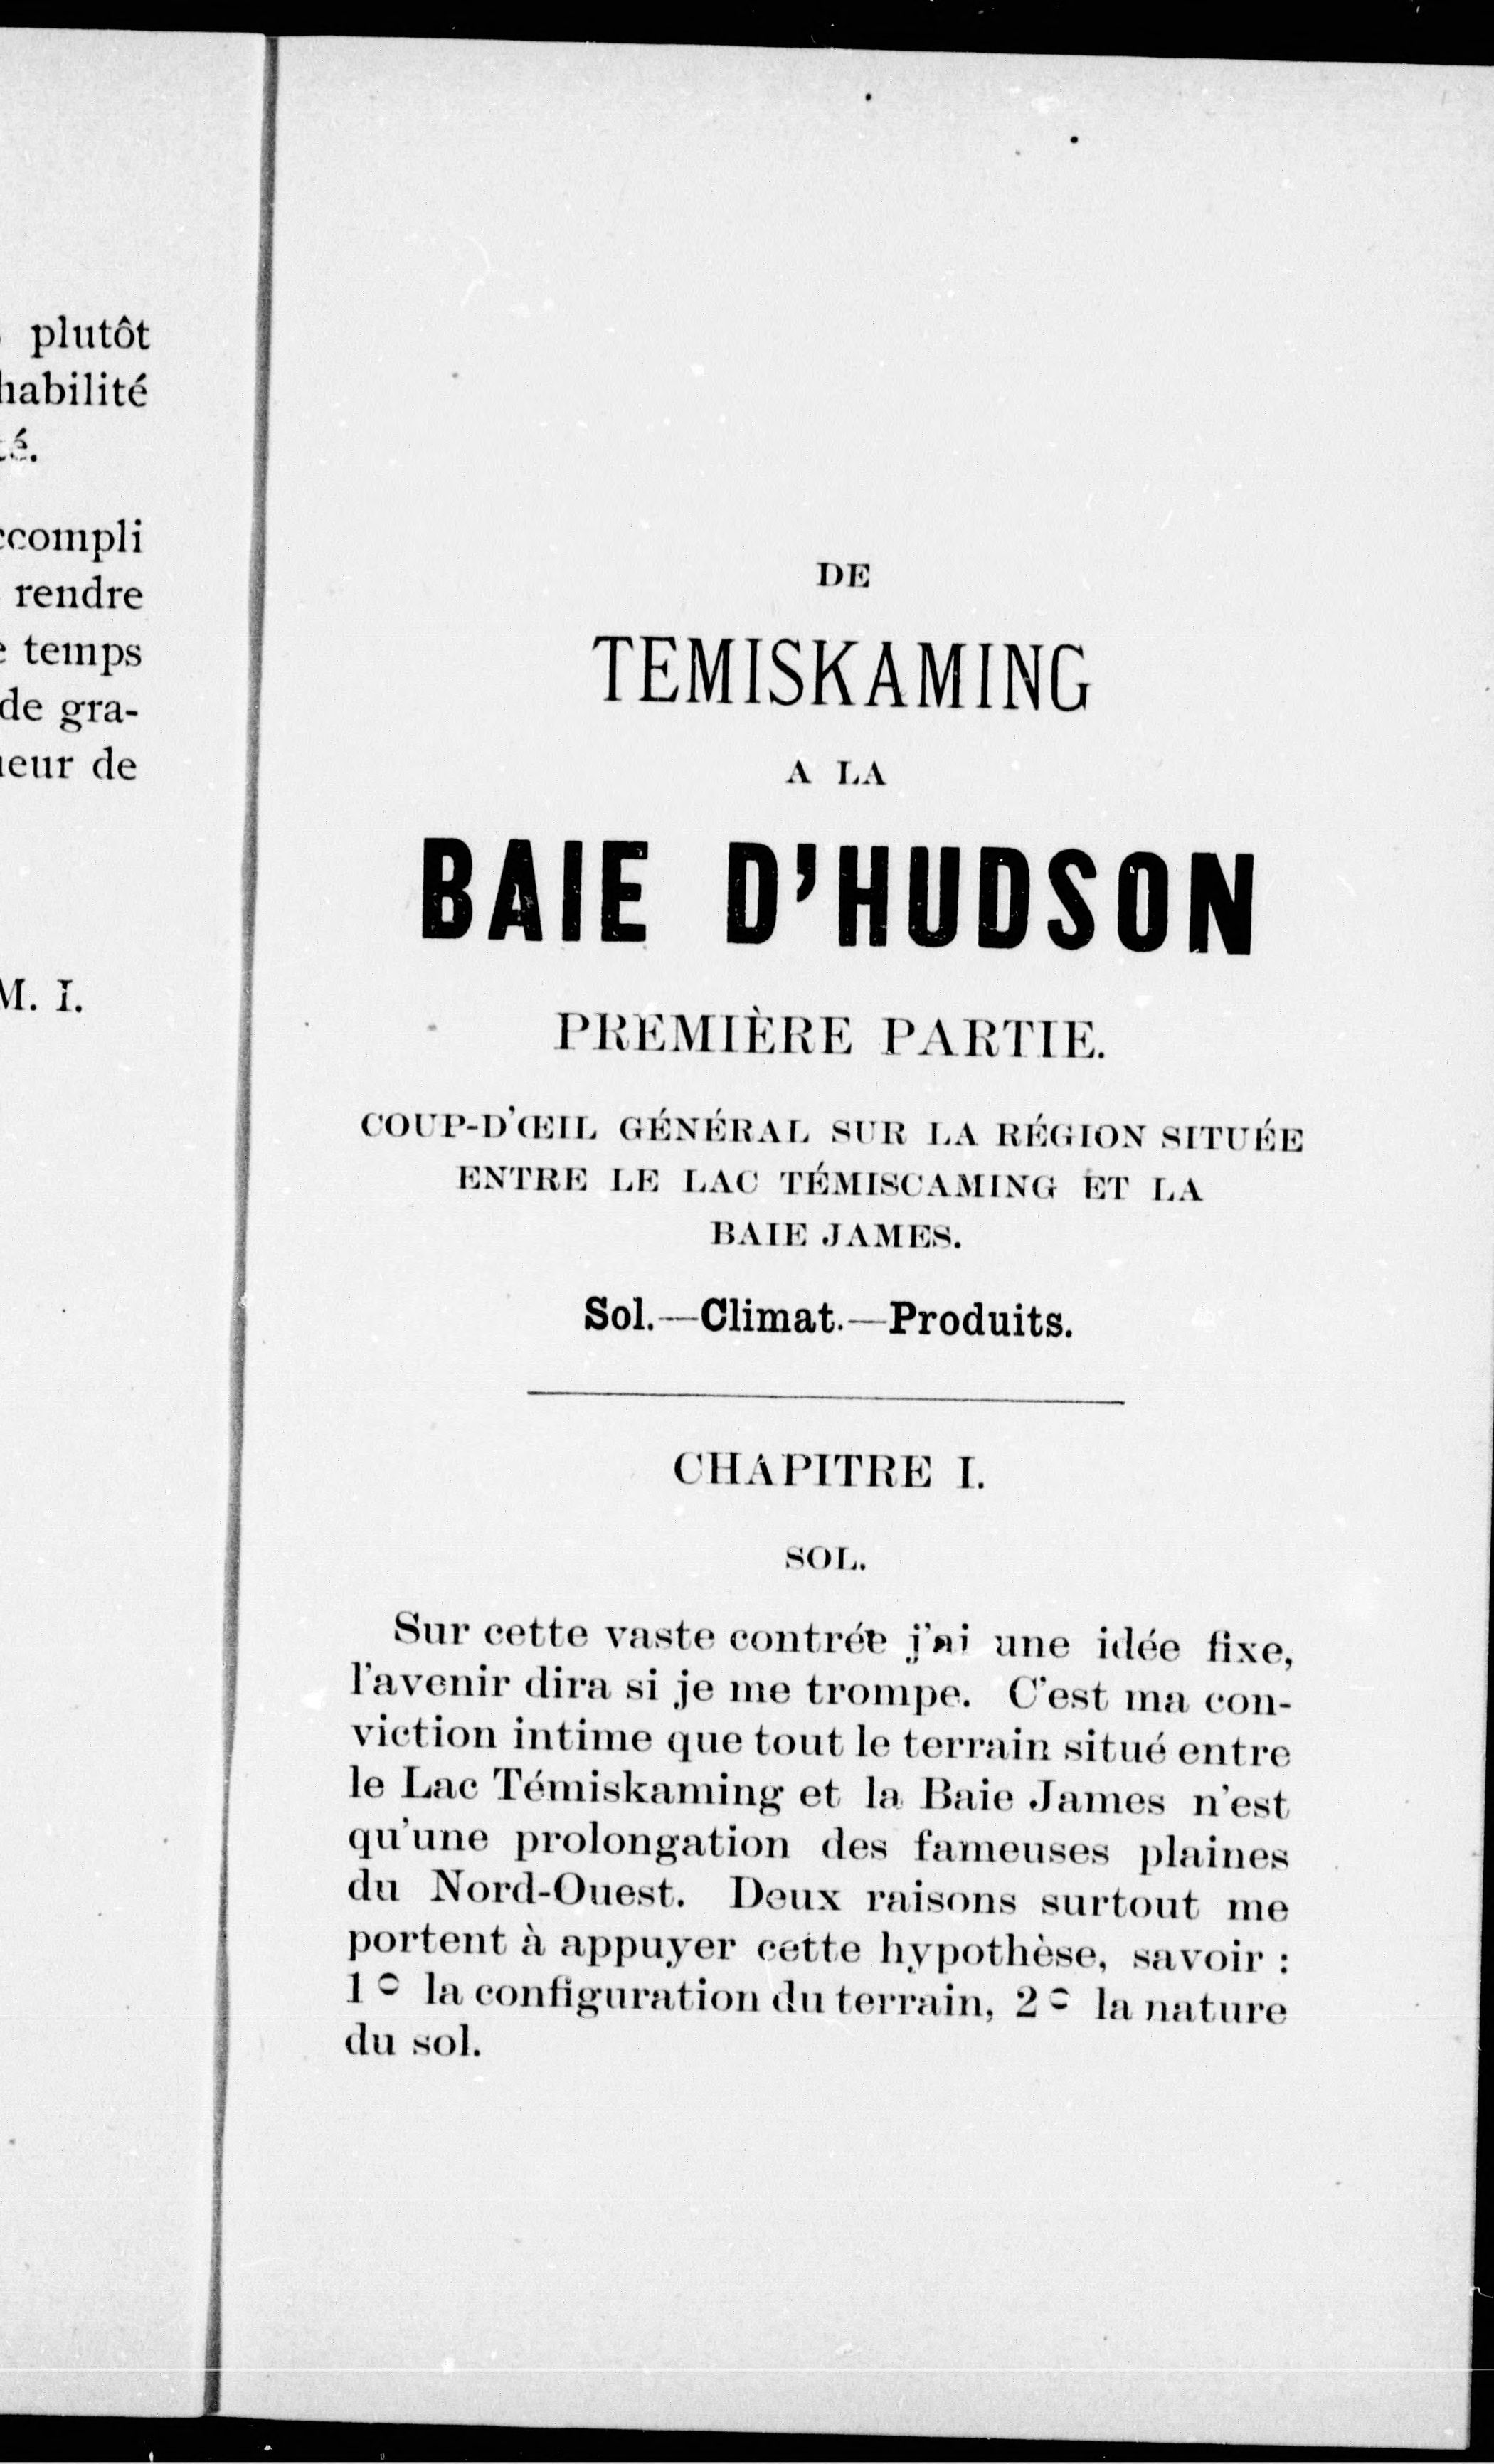 plutôt
habilité
té.
ccompli
rendre
temps
de gra-
ueur de
M. I.
DE
TEMISKAMING
A LA
BAIE D'HUDSON
PREMIÈRE PARTIE.
COUP-D'ŒIL GÉNÉRAL SUR LA RÉGION SITUÉE
ENTRE LE LAC TÉMISCAMING ET LA
BAIE JAMES.
Sol.—Climat.—Produits.
CHAPITRE I.
SOL.
Sur cette vaste contrée j'ai une idée fixe,
l'avenir dira si je me trompe. C'est ma con-
viction intime que tout le terrain situé entre
le Lac Témiskaming et la Baie James n'est
qu'une prolongation des fameuses plaines
du Nord-Ouest. Deux raisons surtout me
portent à appuyer cette hypothèse, savoir :
1° la configuration du terrain, 2° la nature
du sol.